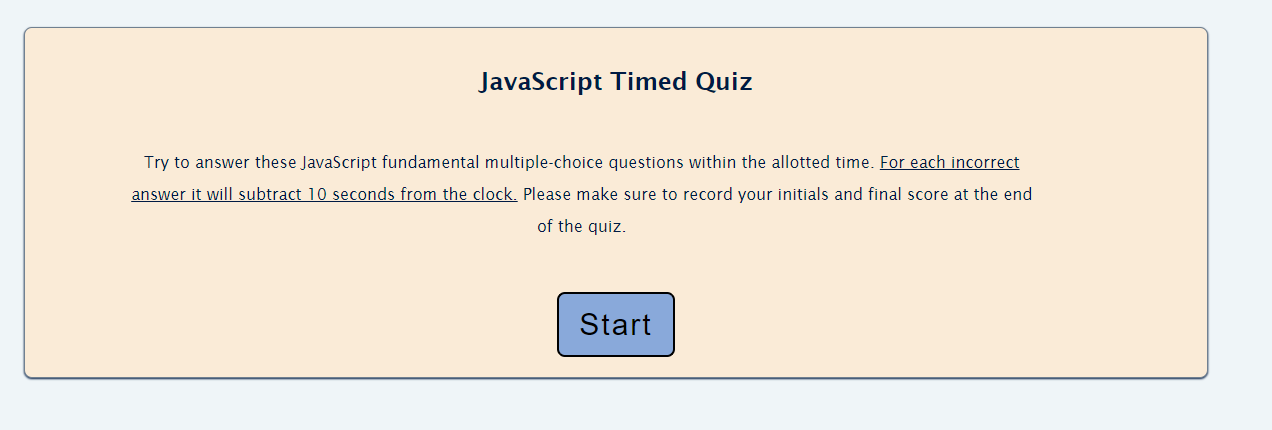 JavaScript Timed Quiz
Try to answer these JavaScript fundamental multiple-choice questions within the allotted time. For each incorrect
answer it will subtract 10 seconds from the clock. Please make sure to record your initials and final score at the end
of the quiz.
Start